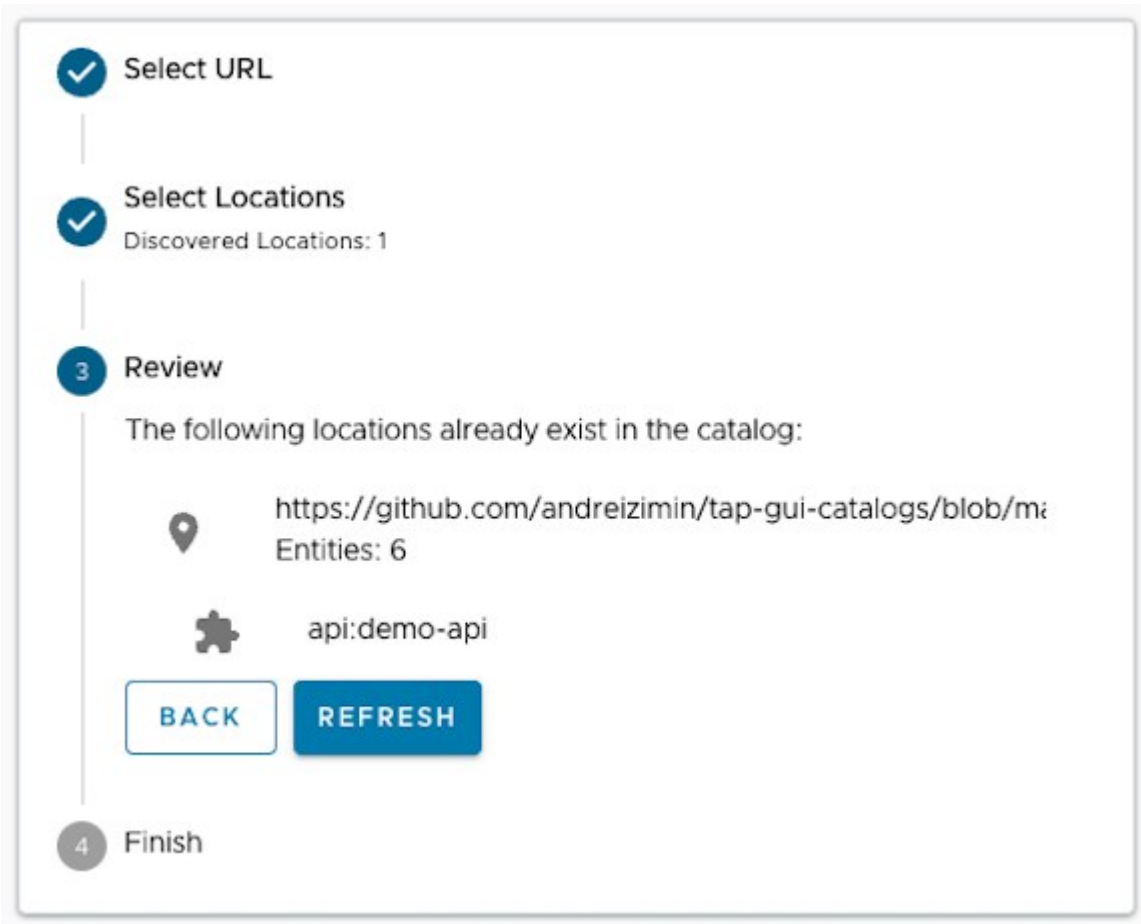 Select URL
Select Locations
Discovered Locations: 1
3
Review
The following locations already exist in the catalog:
https://github.com/andreizimin/tap-gui-catalogs/blob/ma
Entities: 6
api:demo-api
BACK
REFRESH
4
Finish